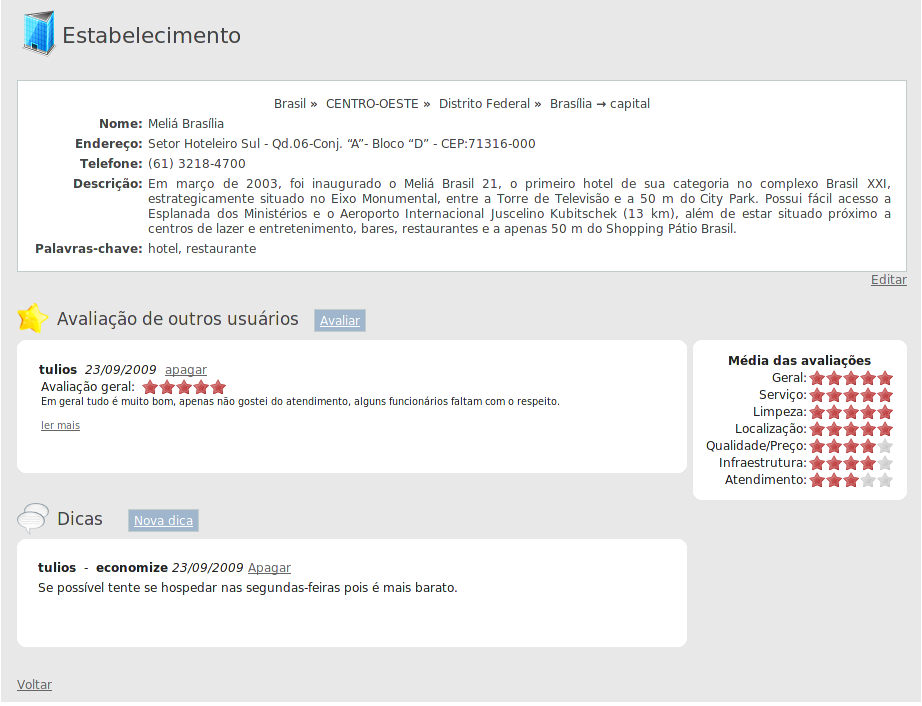 Estabelecimento
Brasil » CENTRO-OESTE » Distrito Federal » Brasília → capital
Nome: Meliá Brasília
Endereço: Setor Hoteleiro Sul - Qd.06-Conj. “A”- Bloco “D” - CEP:71316-000
Telefone: (61) 3218-4700
Descrição: Em março de 2003, foi inaugurado o Meliá Brasil 21, o primeiro hotel de sua categoria no complexo Brasil XXI,
estrategicamente situado no Eixo Monumental, entre a Torre de Televisão e a 50 m do City Park. Possui fácil acesso a
Esplanada dos Ministérios e o Aeroporto Internacional Juscelino Kubitschek (13 km), além de estar situado próximo a
centros de lazer e entretenimento, bares, restaurantes e a apenas 50 m do Shopping Pátio Brasil.
Palavras-chave: hotel, restaurante
Editar
Avaliação de outros usuários Avaliar
tulios 23/09/2009 apagar
Avaliação geral:
Em geral tudo é muito bom, apenas não gostei do atendimento, alguns funcionários faltam com o respeito.
ler mais
Média das avaliações
Geral:
Serviço:
Limpeza:
Localização:
Qualidade/Preço:
Infraestrutura:
Atendimento:
Dicas Nova dica
tulios - economize 23/09/2009 Apagar
Se possível tente se hospedar nas segundas-feiras pois é mais barato.
Voltar